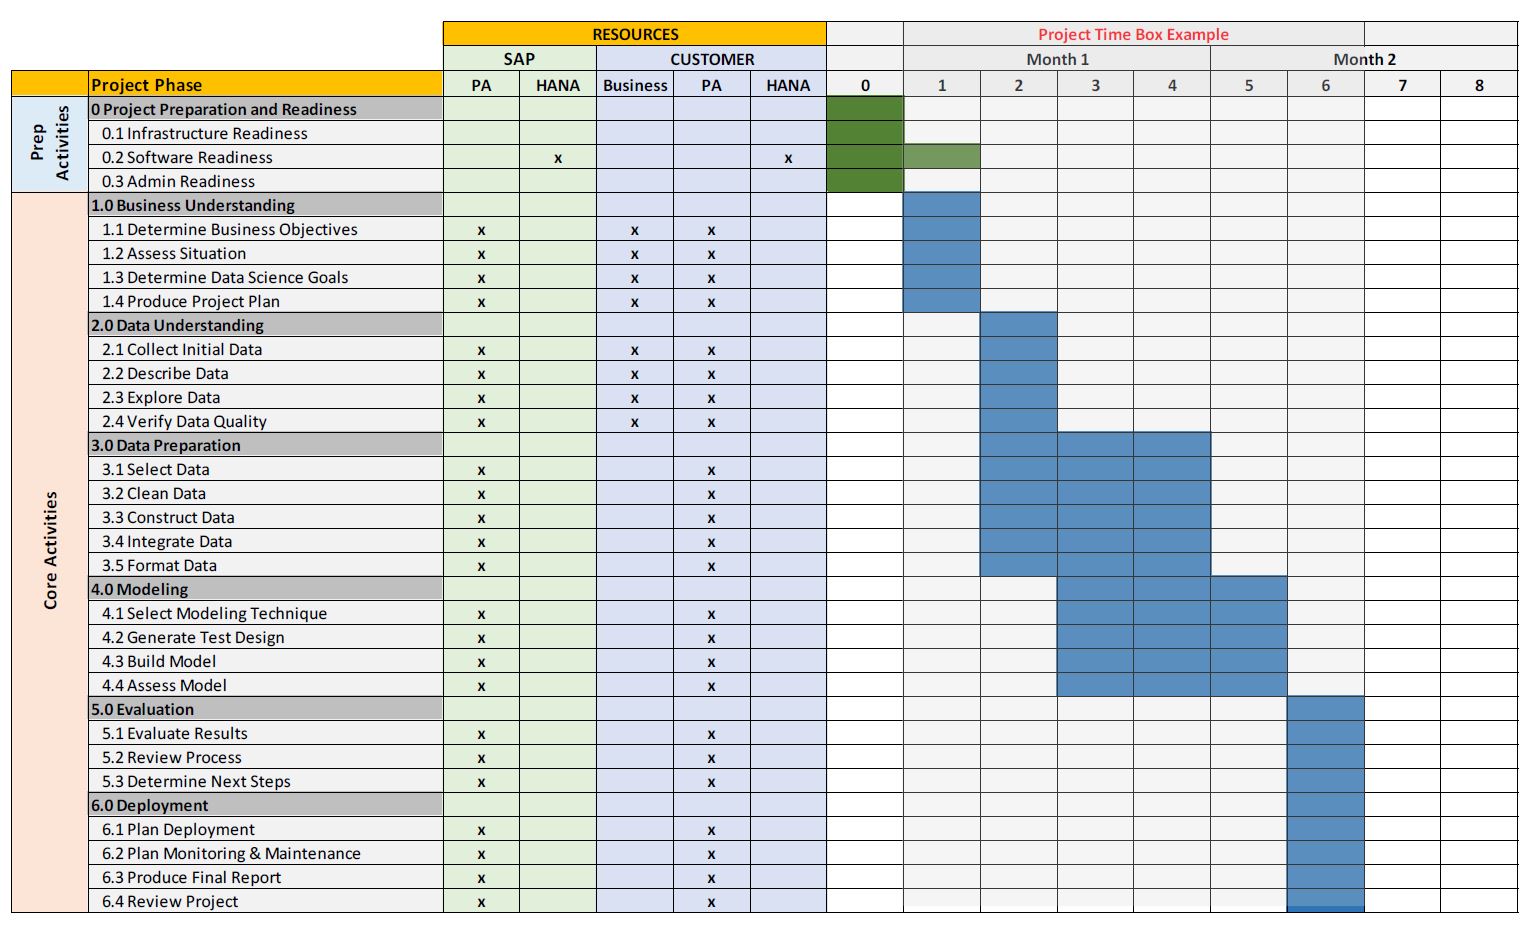 RESOURCES Project Time Box Example
SAP CUSTOMER Month 1 Month 2
Project Phase PA HANA Business PA HANA 0 1 2 3 4 5 6 7 8
Prep Activities
0 Project Preparation and Readiness
0.1 Infrastructure Readiness
0.2 Software Readiness x x
0.3 Admin Readiness
Core Activities
1.0 Business Understanding
1.1 Determine Business Objectives x x x
1.2 Assess Situation x x x
1.3 Determine Data Science Goals x x x
1.4 Produce Project Plan x x x
2.0 Data Understanding
2.1 Collect Initial Data x x x
2.2 Describe Data x x x
2.3 Explore Data x x x
2.4 Verify Data Quality x x x
3.0 Data Preparation
3.1 Select Data x x
3.2 Clean Data x x
3.3 Construct Data x x
3.4 Integrate Data x x
3.5 Format Data x x
4.0 Modeling
4.1 Select Modeling Technique x x
4.2 Generate Test Design x x
4.3 Build Model x x
4.4 Assess Model x x
5.0 Evaluation
5.1 Evaluate Results x x
5.2 Review Process x x
5.3 Determine Next Steps x x
6.0 Deployment
6.1 Plan Deployment x x
6.2 Plan Monitoring & Maintenance x x
6.3 Produce Final Report x x
6.4 Review Project x x